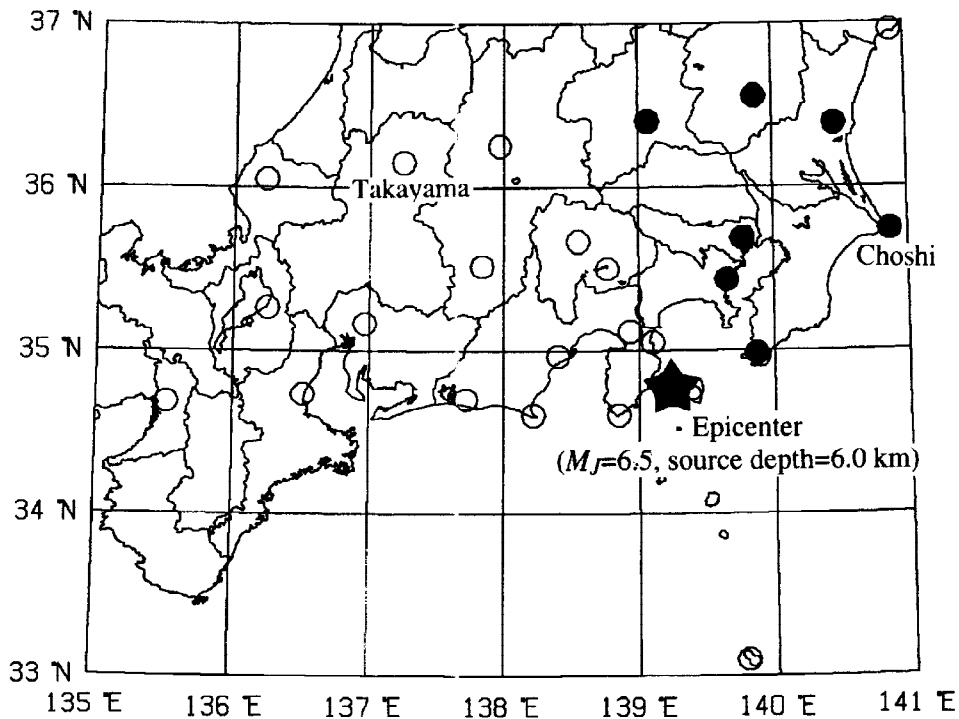 37 °N
36 °N
35 °N
34 °N
33 °N
Takayama
Choshi
Epicenter
(MJ=6.5, source depth=6.0 km)
135 °E 136 °E 137 °E 138 °E 139 °E 140 °E 141 °E